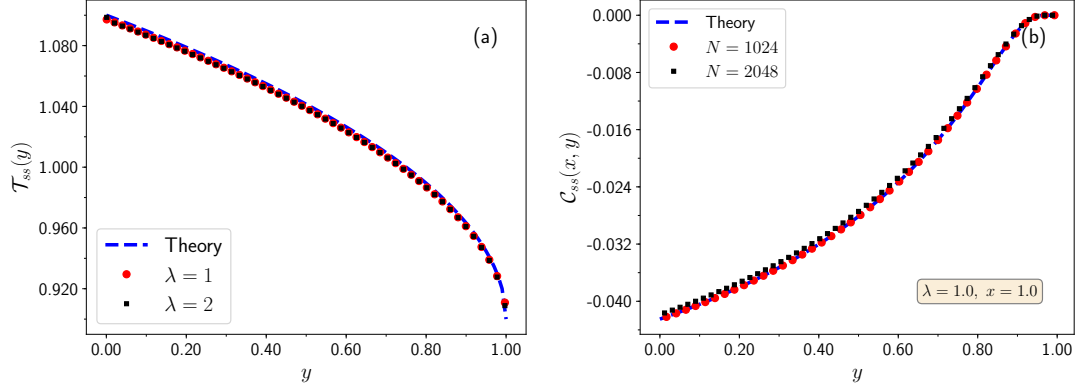 (a)
1.080
1.040
1.000
0.960
0.920
𝒯ss(y)
Theory
λ = 1
λ = 2
0.00 0.20 0.40 0.60 0.80 1.00
y
(b)
0.000
-0.008
-0.016
-0.024
-0.032
-0.040
𝒞ss(x, y)
Theory
N = 1024
N = 2048
λ = 1.0, x = 1.0
0.00 0.20 0.40 0.60 0.80 1.00
y